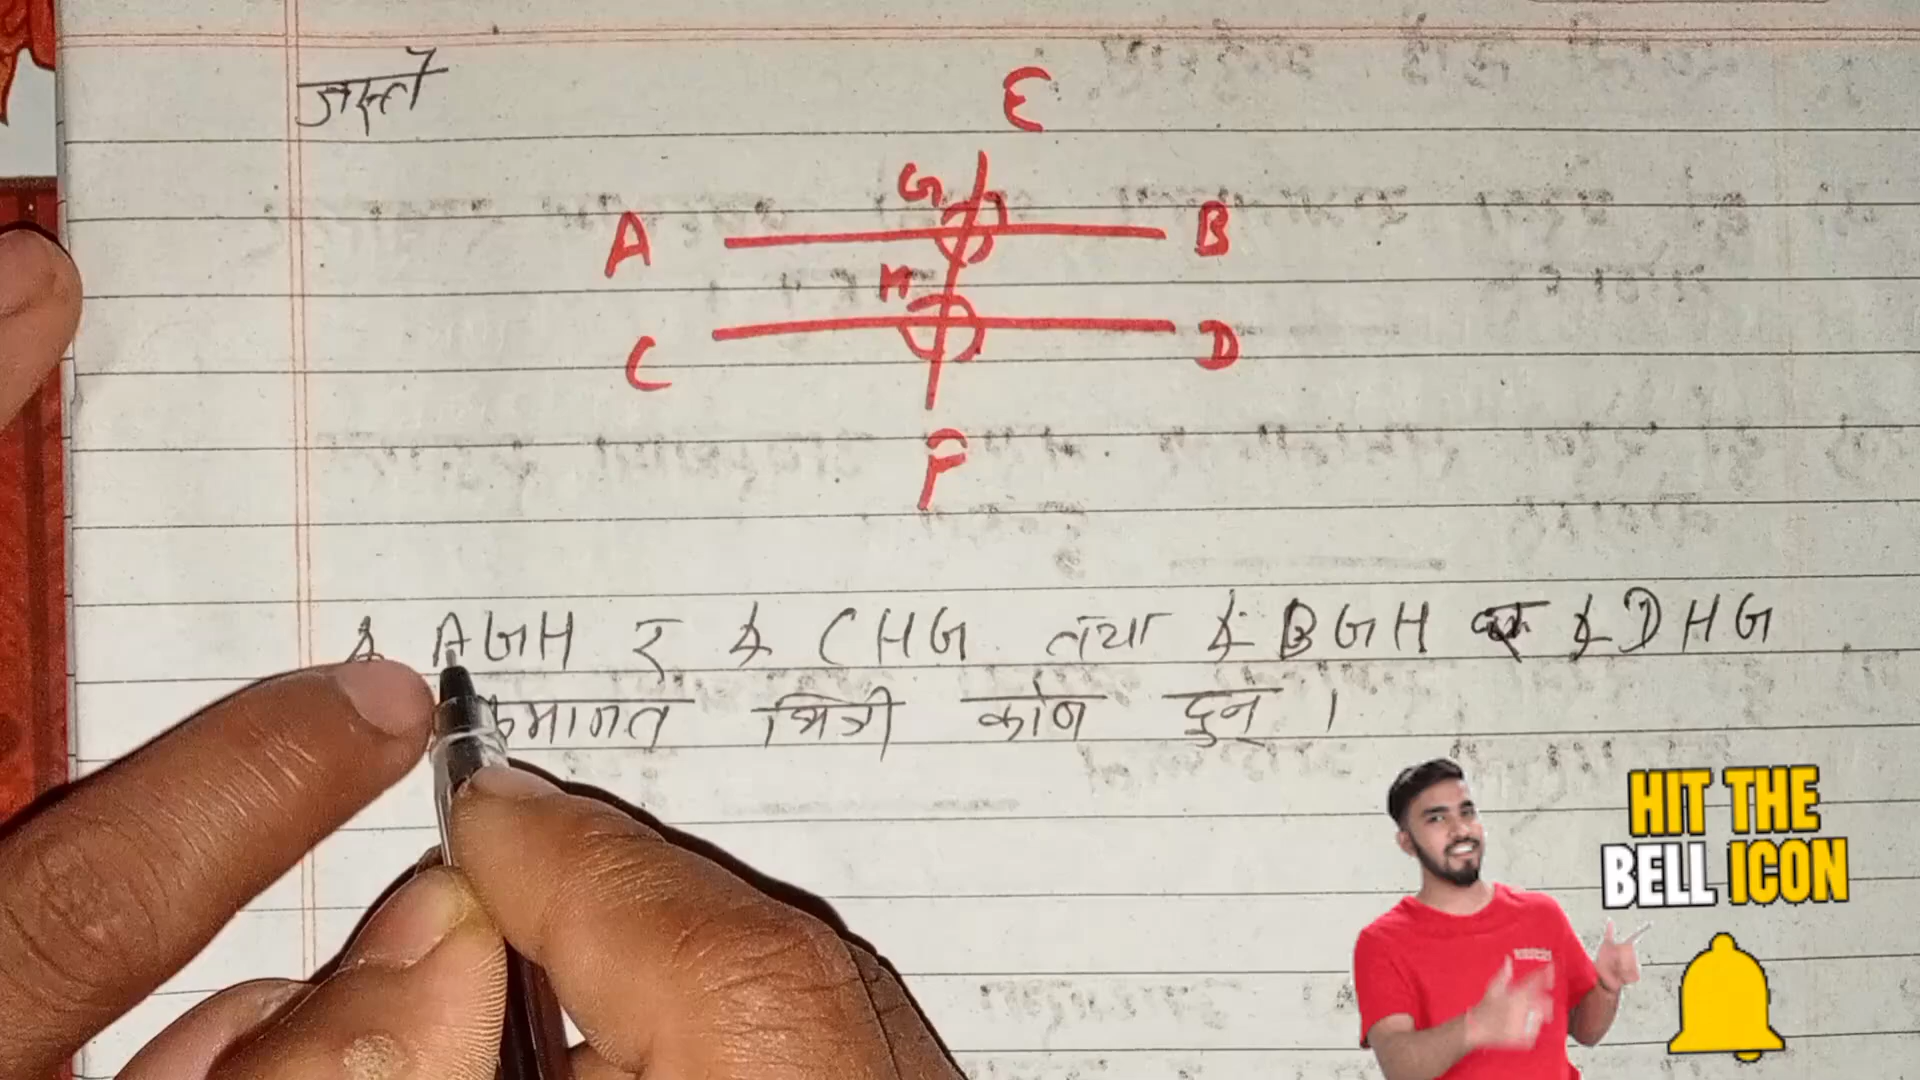 जस्तै
E
G
A B
H
C D
F
∠ AGH र ∠ CHG तथा ∠ BGH र ∠ DHG
क्रमागत भित्री कोण हुन् ।
HIT THE
BELL ICON